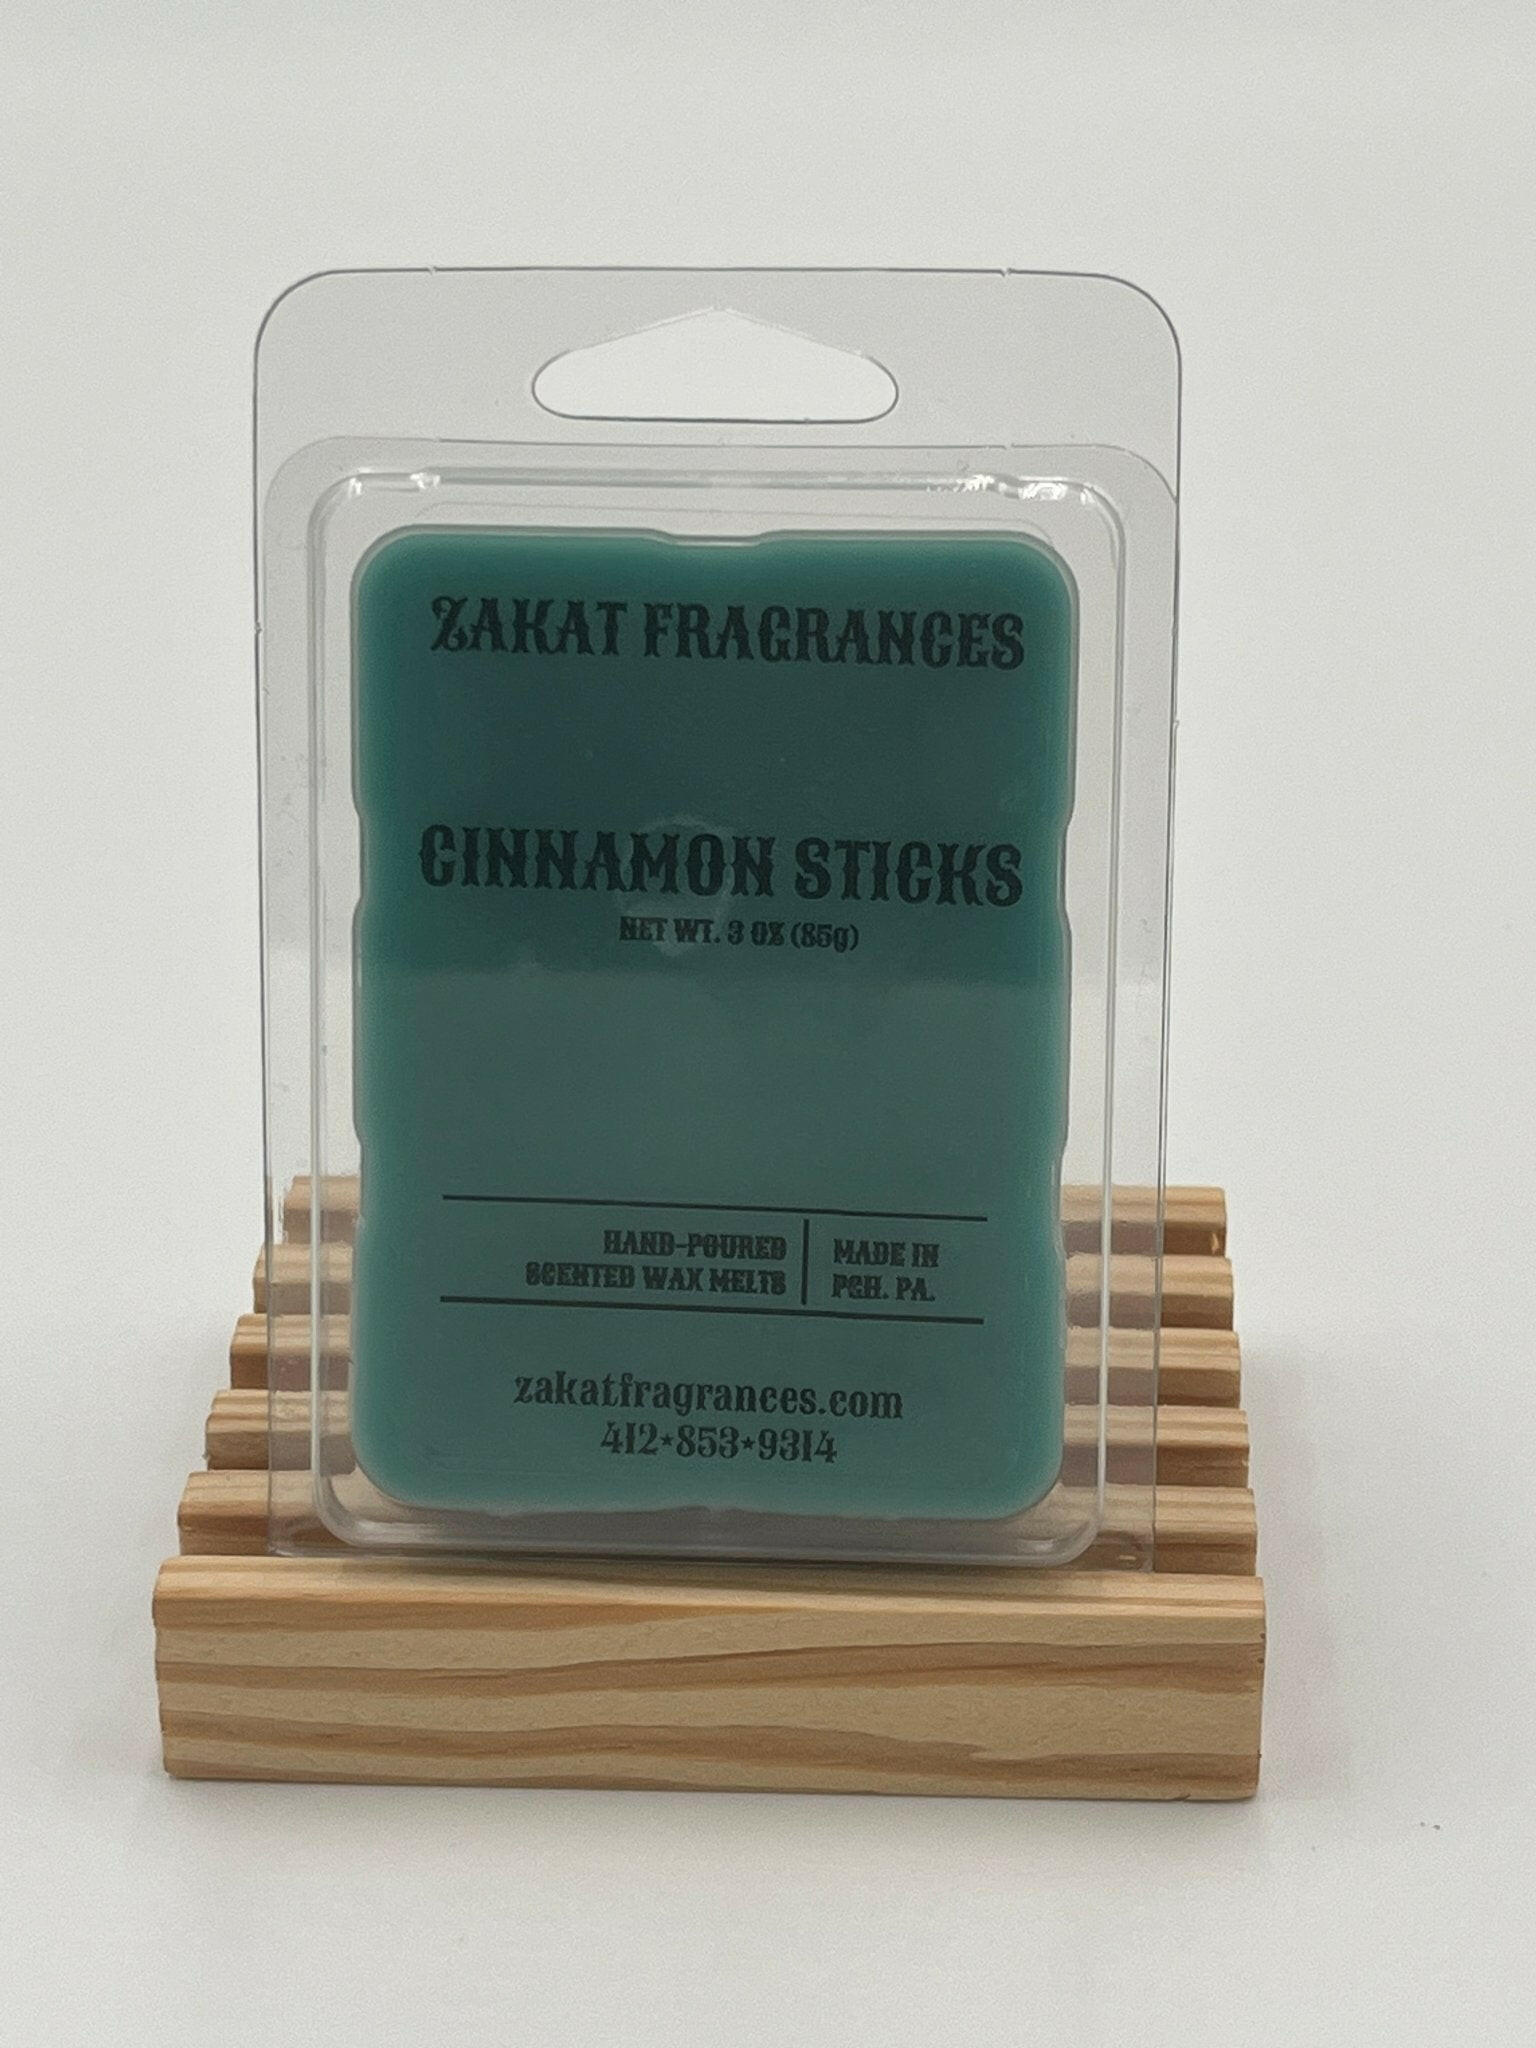 ZAKAT FRAGRANCES
CINNAMON STICKS
NET WT. 3 OZ (85g)
HAND-POURED
SCENTED WAX MELTS
MADE IN
PGH. PA.
zakatfragrances.com
412★853★9314